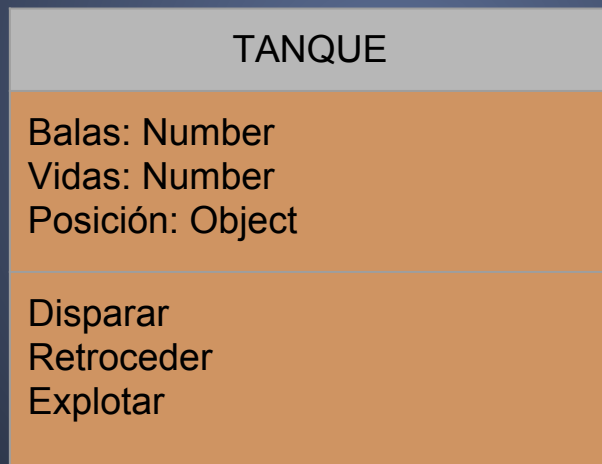 TANQUE
Balas: Number
Vidas: Number
Posición: Object
Disparar
Retroceder
Explotar